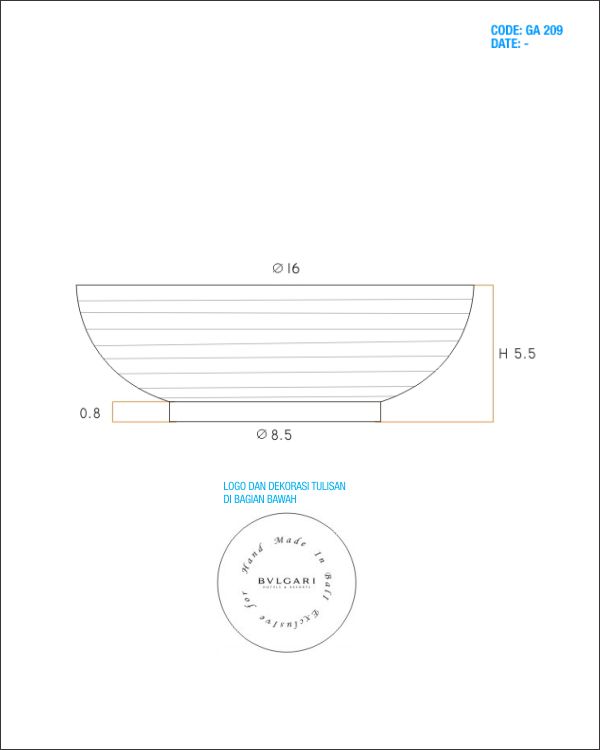 CODE: GA 209
DATE: -
Ø 16
H 5.5
0.8
Ø 8.5
LOGO DAN DEKORASI TULISAN
DI BAGIAN BAWAH
Hand Made In Bali Exclusive for
BVLGARI
HOTELS & RESORTS